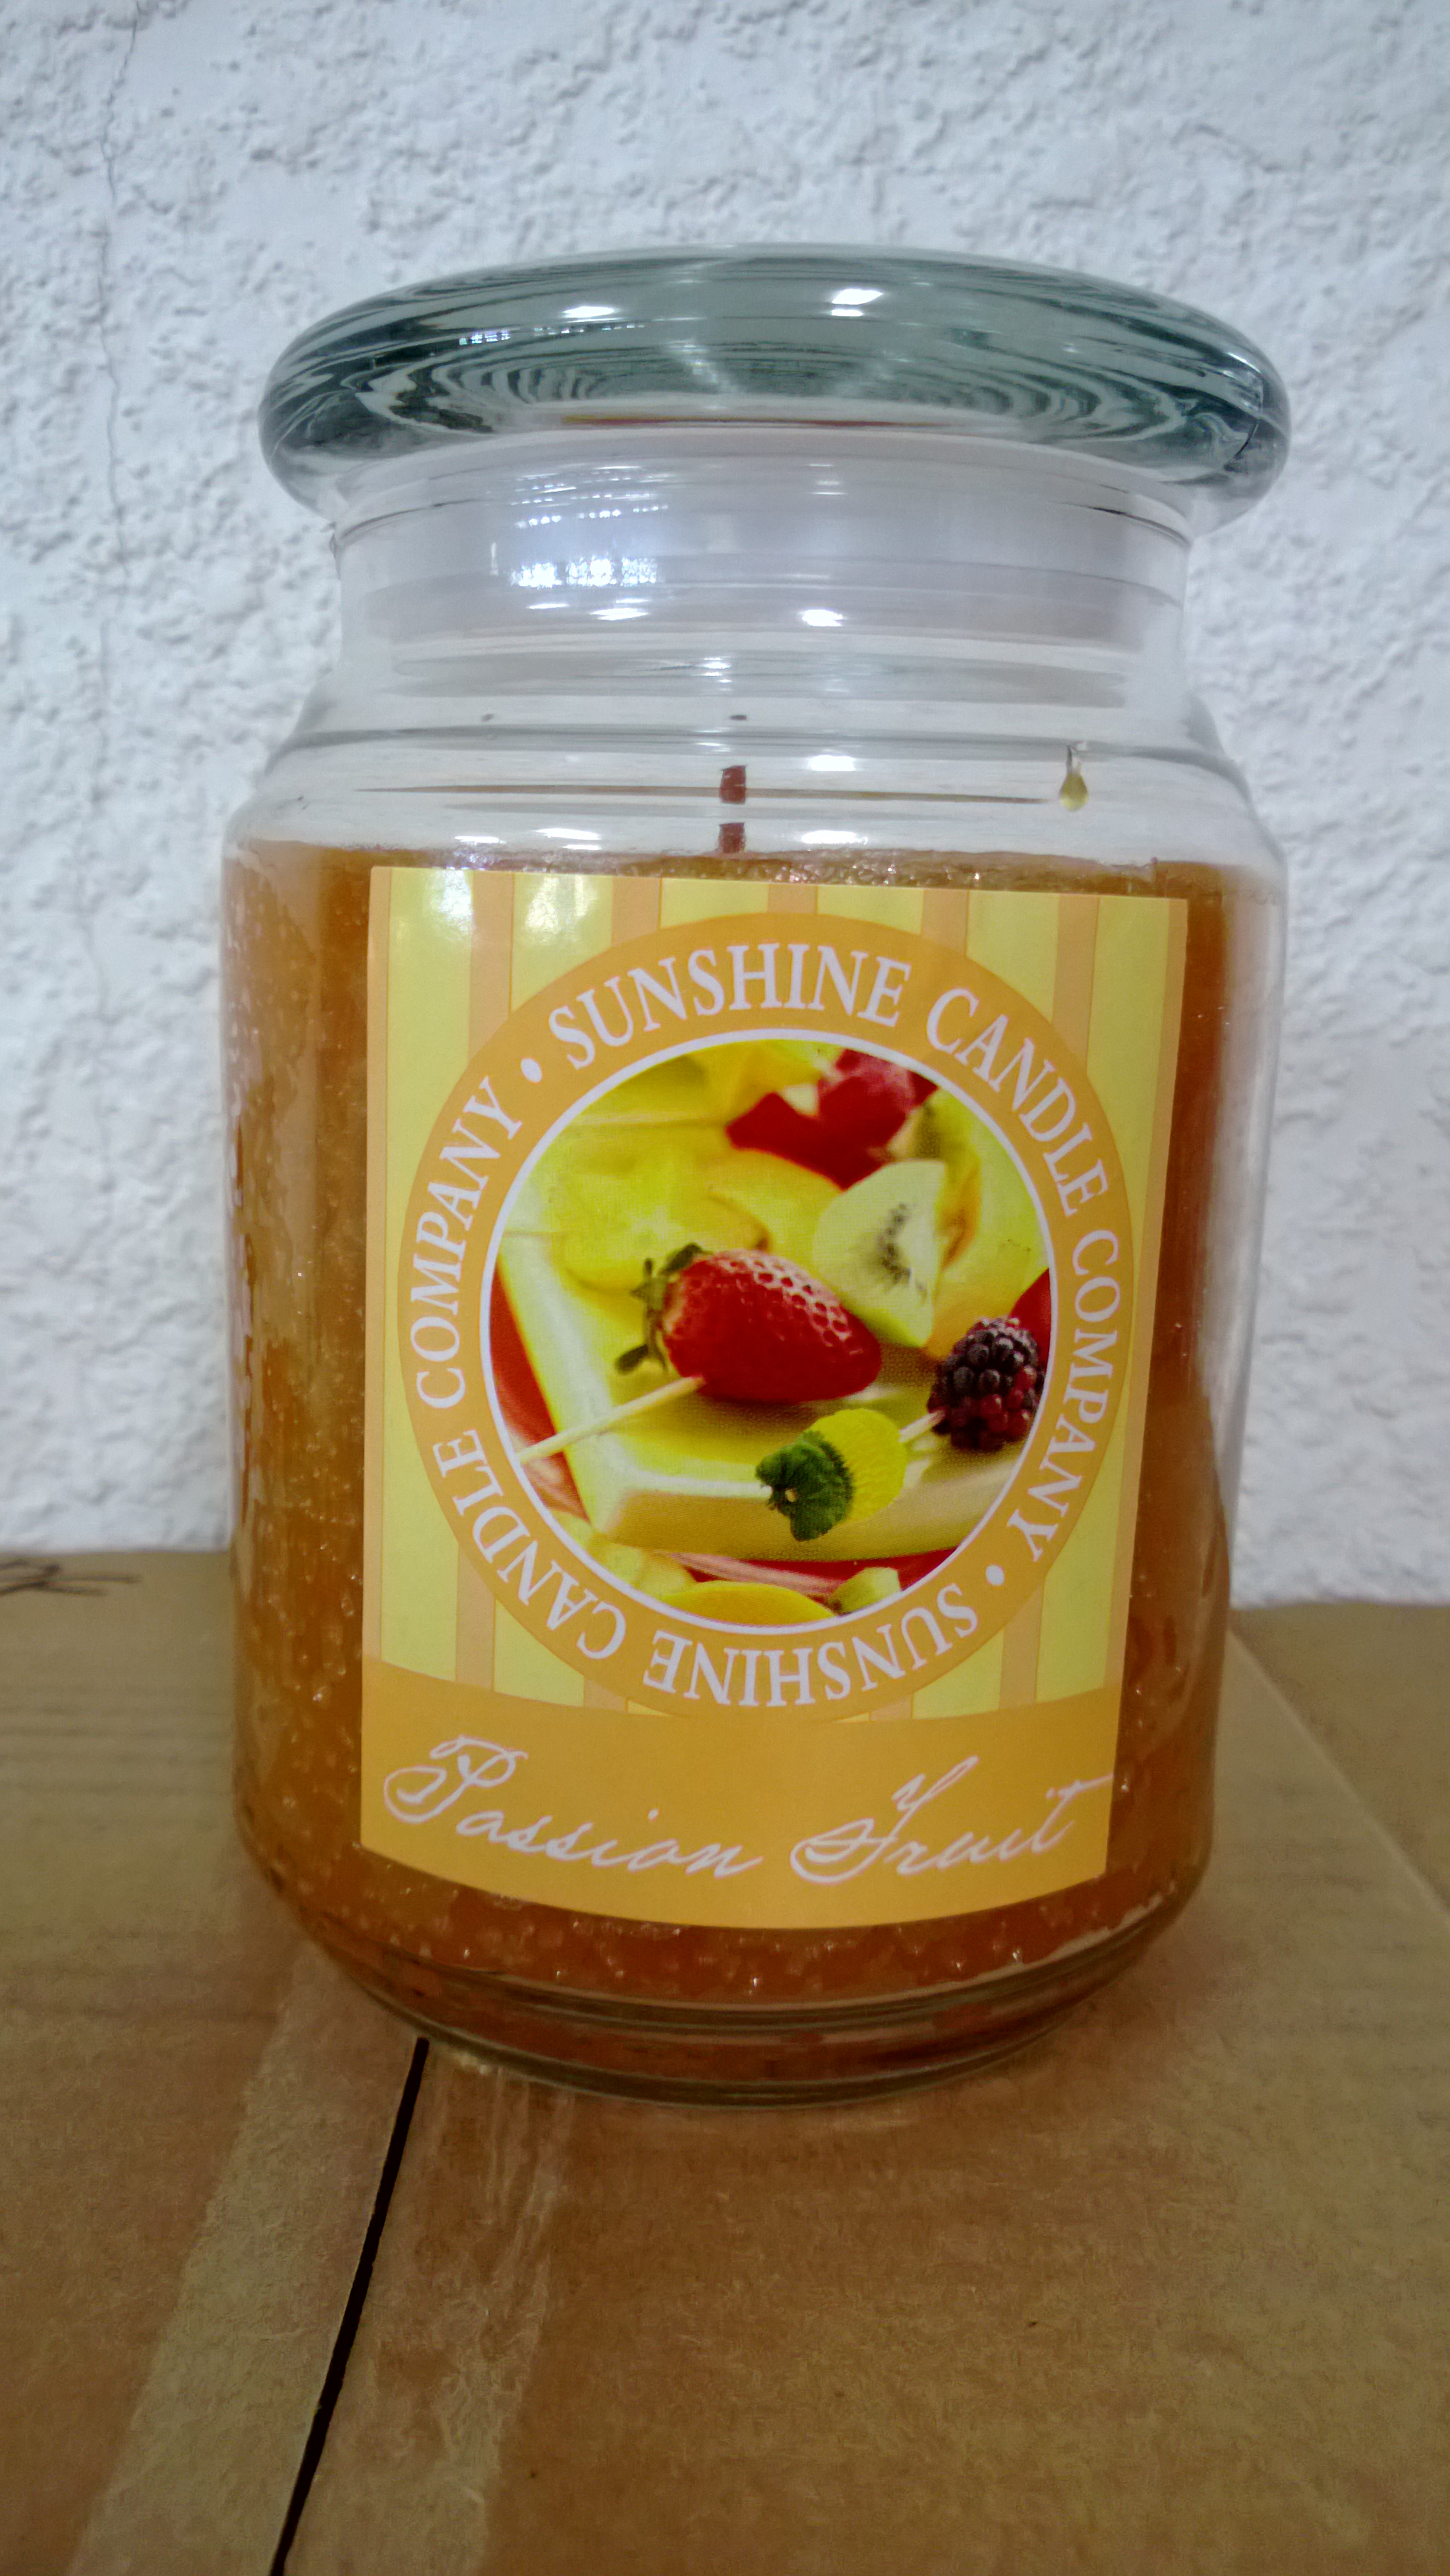 SUNSHINE CANDLE COMPANY • SUNSHINE CANDLE COMPANY •
Passion Fruit